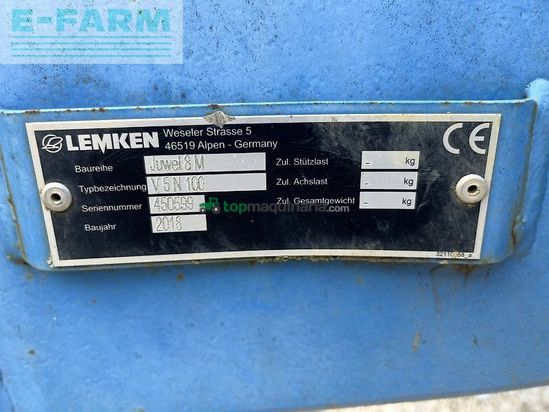 E-FARM
LEMKEN
Weseler Strasse 5
46519 Alpen - Germany
CE
Baureihe Juwel 8 M Zul. Stützlast - kg
Typbezeichnung V 5 N 100 Zul. Achslast - kg
Seriennummer 450599 Zul. Gesamtgewicht - kg
topmaquinaria.com
Baujahr 2018